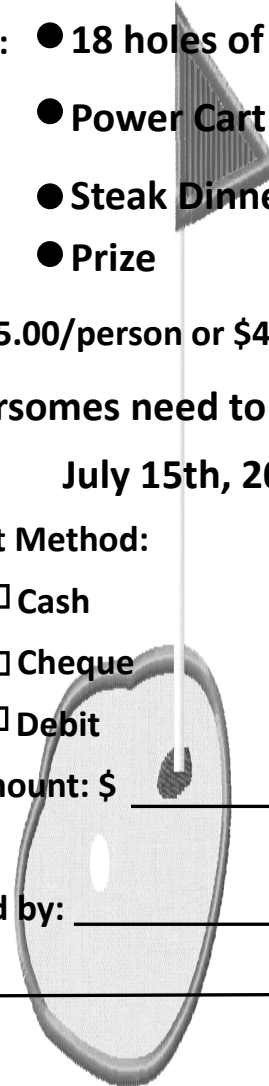 : ● 18 holes of
● Power Cart
● Steak Dinne
● Prize
5.00/person or $4
rsomes need to
July 15th, 20
t Method:
□ Cash
□ Cheque
□ Debit
mount: $
d by: